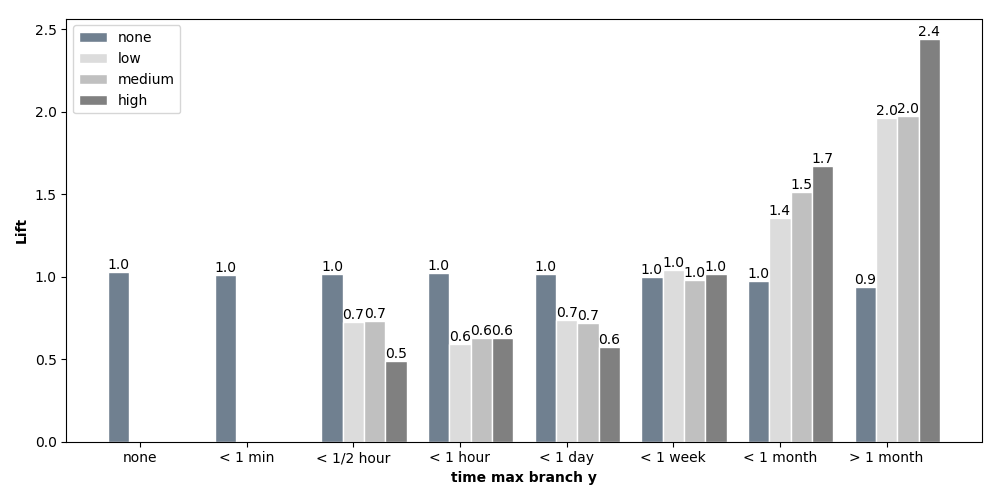 2.5
2.0
1.5
1.0
0.5
0.0
Lift
none
low
medium
high
1.0
1.0
1.0 0.7 0.7 0.5
1.0 0.6 0.6 0.6
1.0 0.7 0.7 0.6
1.0 1.0 1.0 1.0
1.0 1.4 1.5 1.7
0.9 2.0 2.0 2.4
none < 1 min < 1/2 hour < 1 hour < 1 day < 1 week < 1 month > 1 month
time max branch y